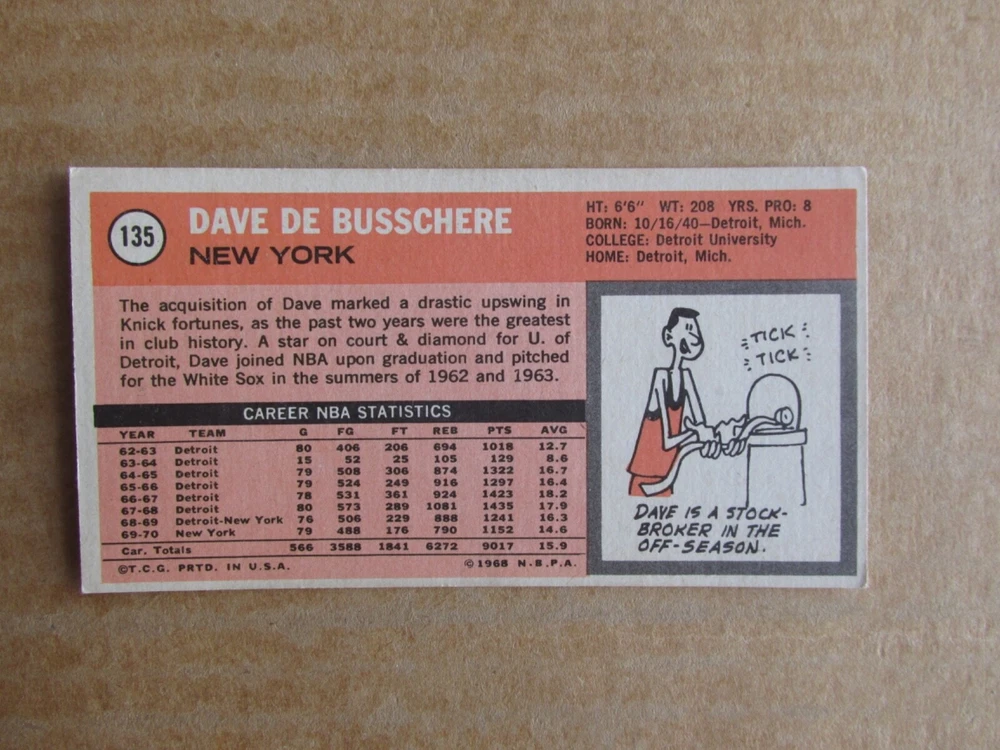 135
DAVE DE BUSSCHERE
NEW YORK
HT: 6'6" WT: 208 YRS. PRO: 8
BORN: 10/16/40—Detroit, Mich.
COLLEGE: Detroit University
HOME: Detroit, Mich.
The acquisition of Dave marked a drastic upswing in
Knick fortunes, as the past two years were the greatest
in club history. A star on court & diamond for U. of
Detroit, Dave joined NBA upon graduation and pitched
for the White Sox in the summers of 1962 and 1963.
CAREER NBA STATISTICS
YEAR TEAM G FG FT REB PTS AVG
62-63 Detroit 80 406 206 694 1018 12.7
63-64 Detroit 15 52 25 105 129 8.6
64-65 Detroit 79 508 306 874 1322 16.7
65-66 Detroit 79 524 249 916 1297 16.4
66-67 Detroit 78 531 361 924 1423 18.2
67-68 Detroit 80 573 289 1081 1435 17.9
68-69 Detroit-New York 76 506 229 888 1241 16.3
69-70 New York 79 488 176 790 1152 14.6
Car. Totals 566 3588 1841 6272 9017 15.9
©T.C.G. PRTD. IN U.S.A. ©1968 N.B.P.A.
TICK
TICK
DAVE IS A STOCK-
BROKER IN THE
OFF-SEASON.